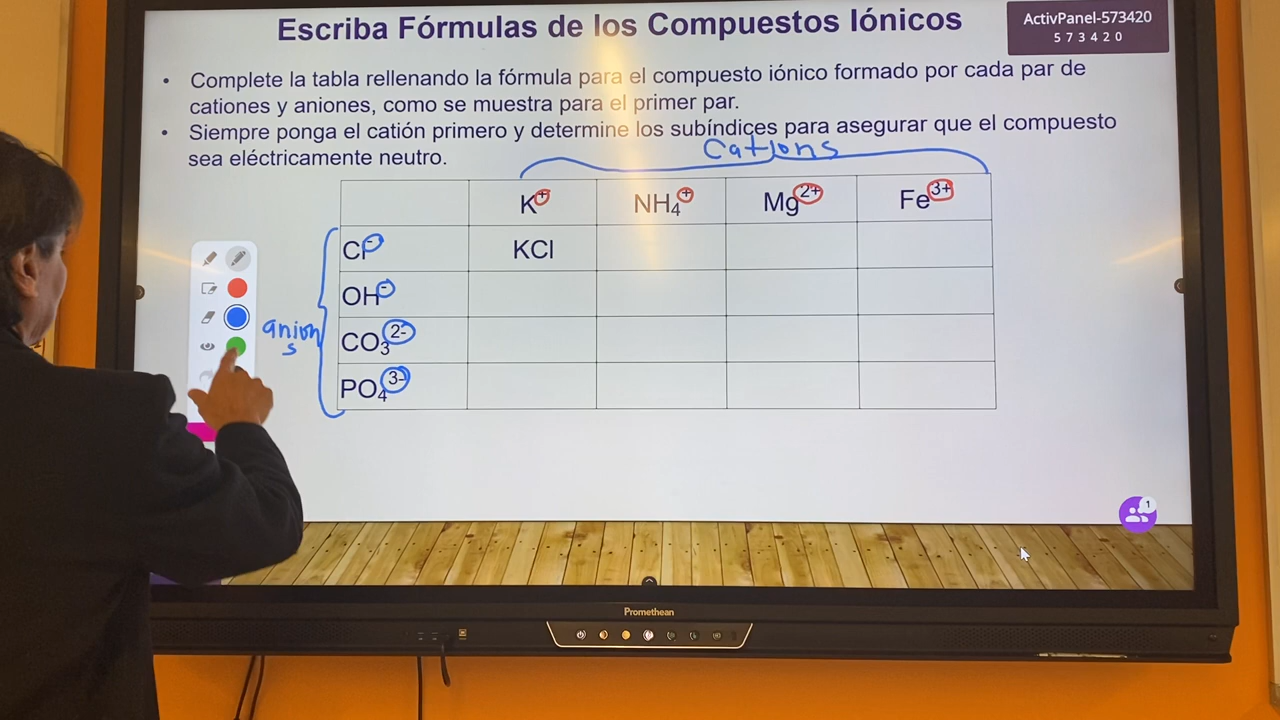 Escriba Fórmulas de los Compuestos Iónicos
ActivPanel-573420
573420
• Complete la tabla rellenando la fórmula para el compuesto iónico formado por cada par de
cationes y aniones, como se muestra para el primer par.
• Siempre ponga el catión primero y determine los subíndices para asegurar que el compuesto
sea eléctricamente neutro.
Cations
K⁺ NH₄⁺ Mg²⁺ Fe³⁺
Cl⁻ KCl
OH⁻
anion
s
CO₃²⁻
PO₄³⁻
1
Promethean